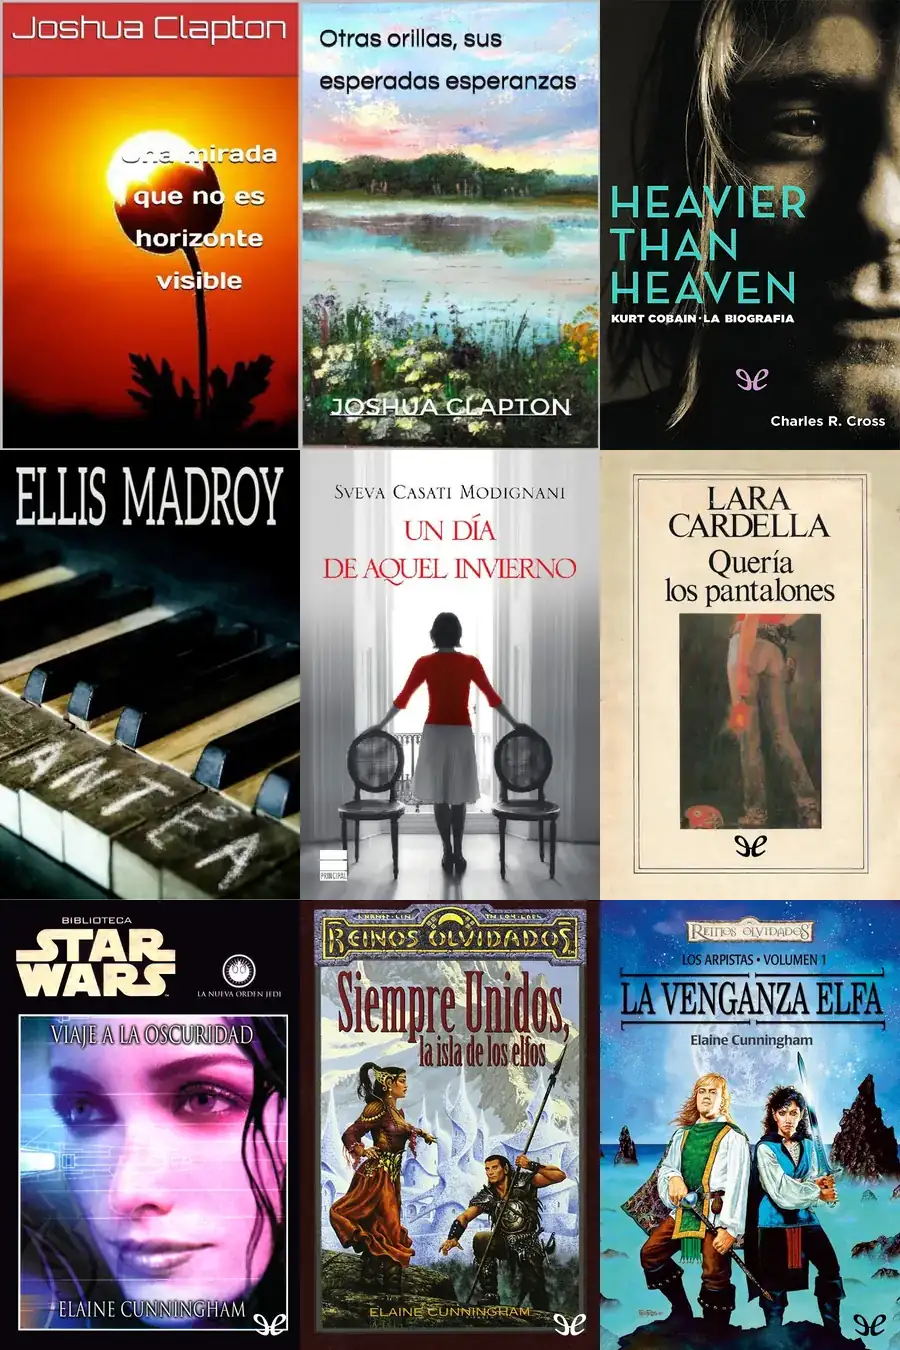 Joshua Clapton
Una mirada
que no es
horizonte
visible
Otras orillas, sus
esperadas esperanzas
JOSHUA CLAPTON
HEAVIER
THAN
HEAVEN
KURT COBAIN·LA BIOGRAFIA
Charles R. Cross
ELLIS MADROY
ANTEA
SVEVA CASATI MODIGNANI
UN DÍA
DE AQUEL INVIERNO
PRINCIPAL
LARA
CARDELLA
Quería
los pantalones
BIBLIOTECA
STAR
WARS
LA NUEVA ORDEN JEDI
VIAJE A LA OSCURIDAD
ELAINE CUNNINGHAM
REINOS OLVIDADOS
Siempre Unidos,
la isla de los elfos
ELAINE CUNNINGHAM
REINOS OLVIDADOS
LOS ARPISTAS • VOLUMEN 1
LA VENGANZA ELFA
Elaine Cunningham